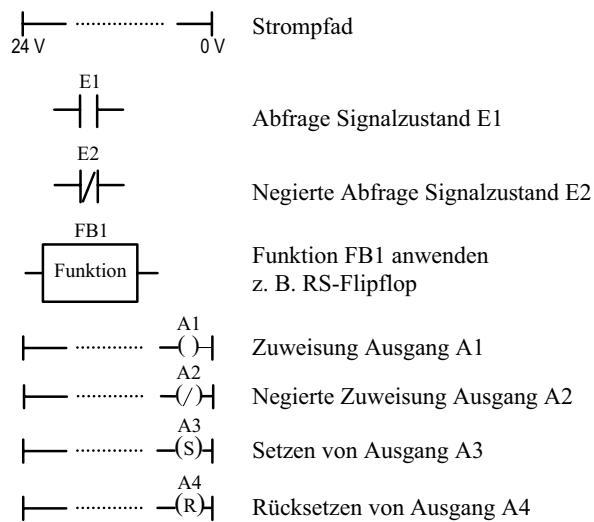 24 V 0 V Strompfad
E1
Abfrage Signalzustand E1
E2
Negierte Abfrage Signalzustand E2
FB1
Funktion
Funktion FB1 anwenden
z. B. RS-Flipflop
A1
( ) Zuweisung Ausgang A1
A2
(/) Negierte Zuweisung Ausgang A2
A3
(S) Setzen von Ausgang A3
A4
(R) Rücksetzen von Ausgang A4